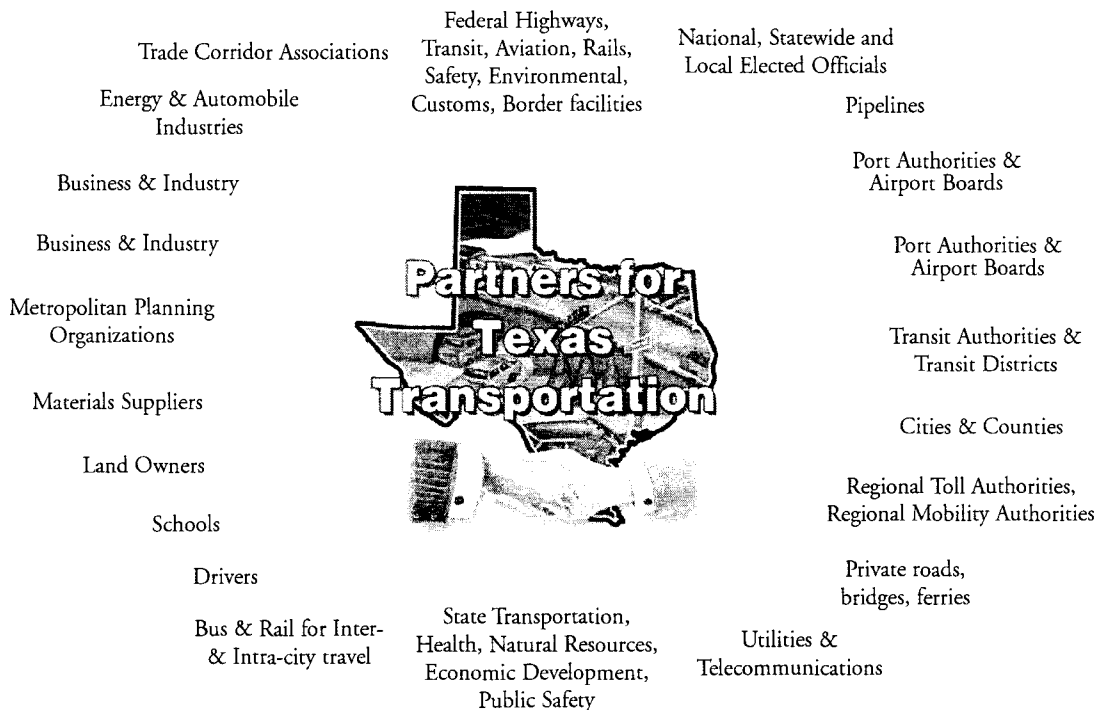 Federal Highways,
Transit, Aviation, Rails,
Safety, Environmental,
Customs, Border facilities
National, Statewide and
Local Elected Officials
Pipelines
Port Authorities &
Airport Boards
Port Authorities &
Airport Boards
Transit Authorities &
Transit Districts
Cities & Counties
Regional Toll Authorities,
Regional Mobility Authorities
Private roads,
bridges, ferries
Utilities &
Telecommunications
State Transportation,
Health, Natural Resources,
Economic Development,
Public Safety
Bus & Rail for Inter-
& Intra-city travel
Drivers
Schools
Land Owners
Materials Suppliers
Metropolitan Planning
Organizations
Business & Industry
Business & Industry
Energy & Automobile
Industries
Trade Corridor Associations
Partners for
Texas
Transportation